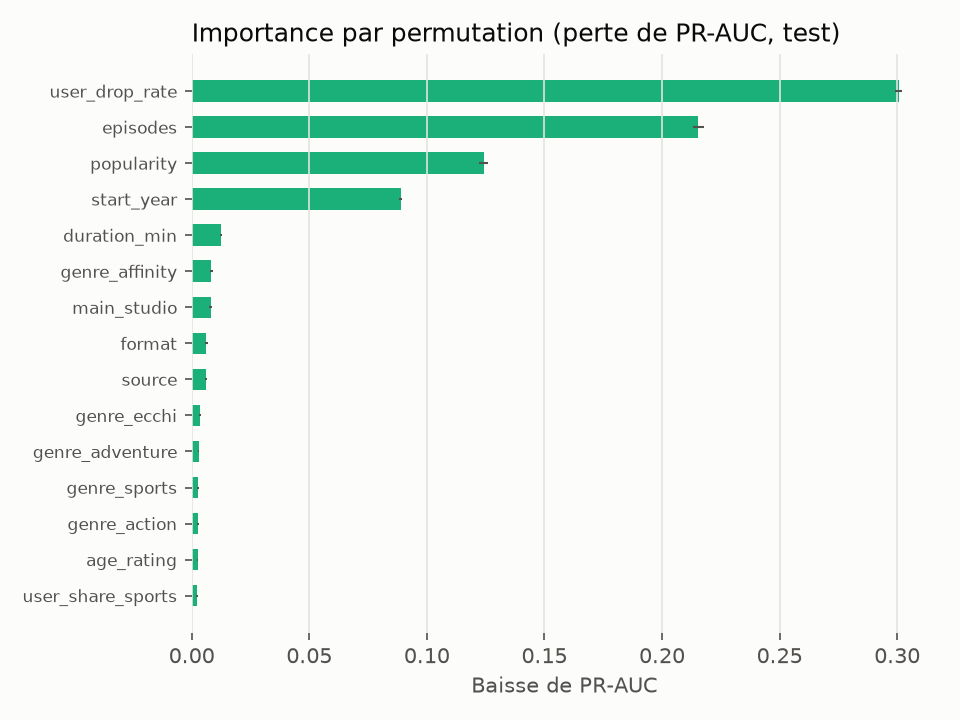 Importance par permutation (perte de PR-AUC, test)
user_drop_rate
episodes
popularity
start_year
duration_min
genre_affinity
main_studio
format
source
genre_ecchi
genre_adventure
genre_sports
genre_action
age_rating
user_share_sports
0.00 0.05 0.10 0.15 0.20 0.25 0.30
Baisse de PR-AUC